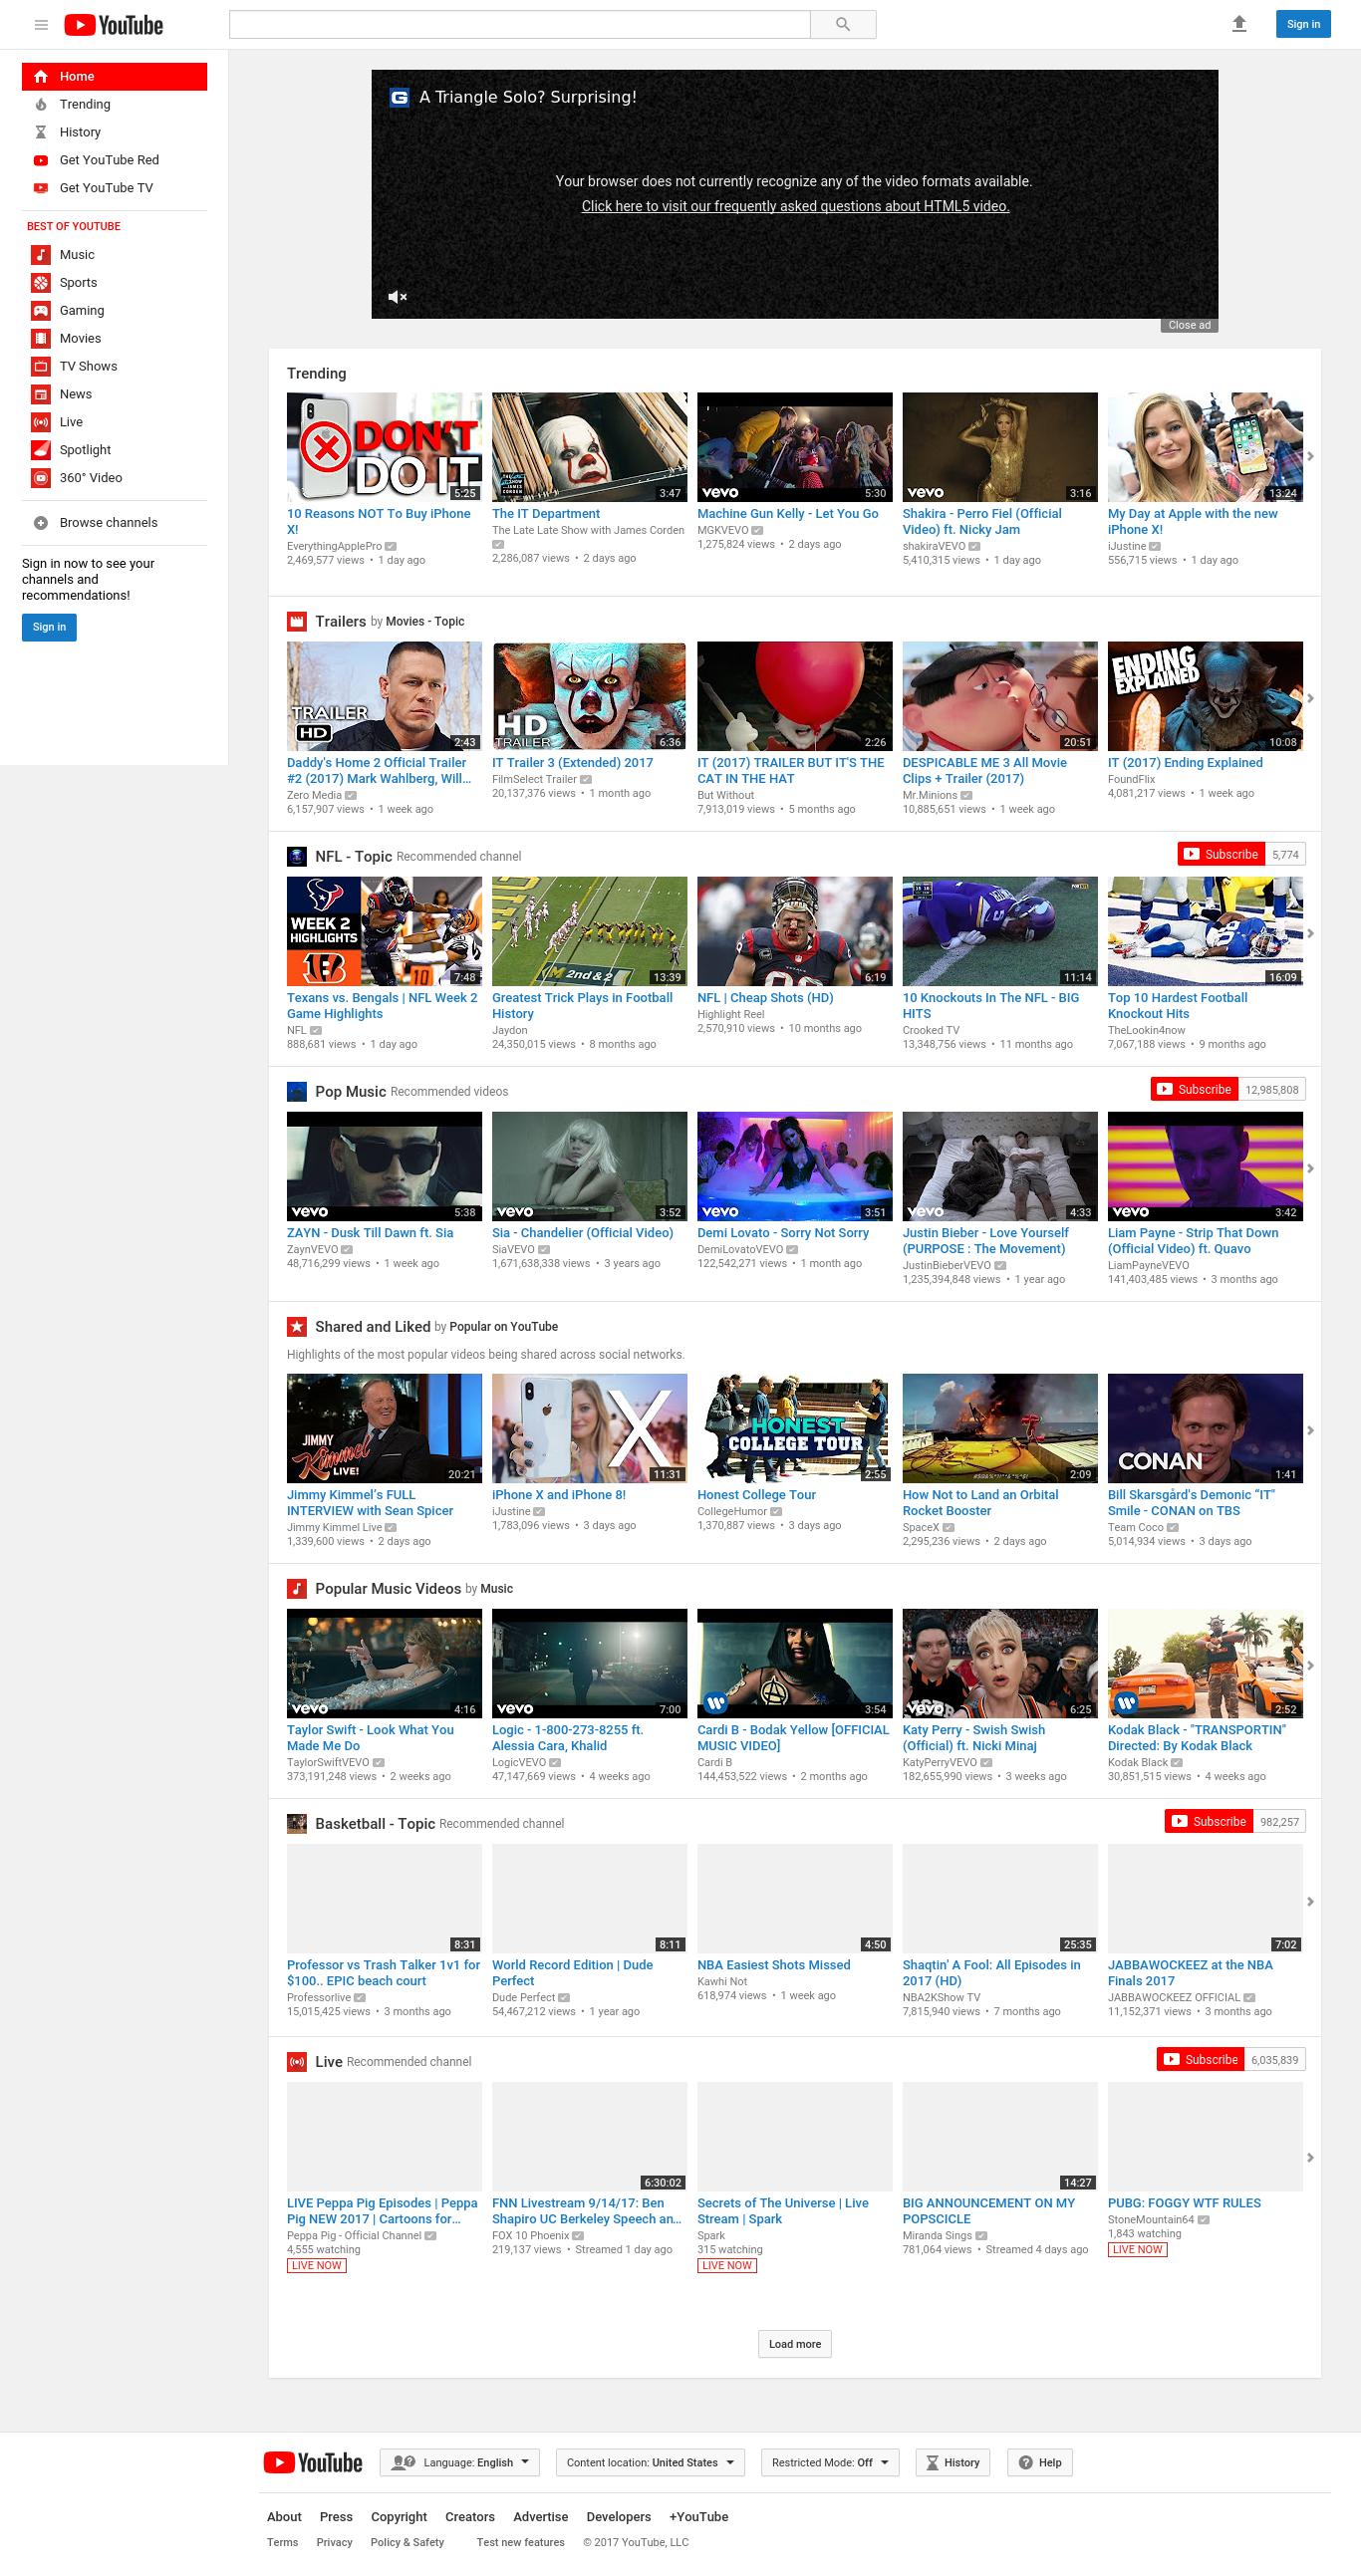 YouTube
Sign in
Home
Trending
History
Get YouTube Red
Get YouTube TV
BEST OF YOUTUBE
Music
Sports
Gaming
Movies
TV Shows
News
Live
Spotlight
360° Video
Browse channels
Sign in now to see your
channels and
recommendations!
Sign in
G A Triangle Solo? Surprising!
Your browser does not currently recognize any of the video formats available.
Click here to visit our frequently asked questions about HTML5 video.
Close ad
Trending
DON'T
DO IT
5:25
3:47
vevo 5:30
vevo 3:16
13:24
10 Reasons NOT To Buy iPhone
X!
EverythingApplePro
2,469,577 views • 1 day ago
The IT Department
The Late Late Show with James Corden
2,286,087 views • 2 days ago
Machine Gun Kelly - Let You Go
MGKVEVO
1,275,824 views • 2 days ago
Shakira - Perro Fiel (Official
Video) ft. Nicky Jam
shakiraVEVO
5,410,315 views • 1 day ago
My Day at Apple with the new
iPhone X!
iJustine
556,715 views • 1 day ago
Trailers by Movies - Topic
TRAILER
HD
2:43
HD
TRAILER
6:36
2:26
20:51
ENDING
EXPLAINED
10:08
Daddy's Home 2 Official Trailer
#2 (2017) Mark Wahlberg, Will...
Zero Media
6,157,907 views • 1 week ago
IT Trailer 3 (Extended) 2017
FilmSelect Trailer
20,137,376 views • 1 month ago
IT (2017) TRAILER BUT IT'S THE
CAT IN THE HAT
But Without
7,913,019 views • 5 months ago
DESPICABLE ME 3 All Movie
Clips + Trailer (2017)
Mr.Minions
10,885,651 views • 1 week ago
IT (2017) Ending Explained
FoundFlix
4,081,217 views • 1 week ago
NFL - Topic Recommended channel
Subscribe 5,774
WEEK 2
HIGHLIGHTS
7:48
2nd & 2
13:39
6:19
11:14
16:09
Texans vs. Bengals | NFL Week 2
Game Highlights
NFL
888,681 views • 1 day ago
Greatest Trick Plays in Football
History
Jaydon
24,350,015 views • 8 months ago
NFL | Cheap Shots (HD)
Highlight Reel
2,570,910 views • 10 months ago
10 Knockouts In The NFL - BIG
HITS
Crooked TV
13,348,756 views • 11 months ago
Top 10 Hardest Football
Knockout Hits
TheLookin4now
7,067,188 views • 9 months ago
Pop Music Recommended videos
Subscribe 12,985,808
vevo 5:38
vevo 3:52
vevo 3:51
vevo 4:33
vevo 3:42
ZAYN - Dusk Till Dawn ft. Sia
ZaynVEVO
48,716,299 views • 1 week ago
Sia - Chandelier (Official Video)
SiaVEVO
1,671,638,338 views • 3 years ago
Demi Lovato - Sorry Not Sorry
DemiLovatoVEVO
122,542,271 views • 1 month ago
Justin Bieber - Love Yourself
(PURPOSE : The Movement)
JustinBieberVEVO
1,235,394,848 views • 1 year ago
Liam Payne - Strip That Down
(Official Video) ft. Quavo
LiamPayneVEVO
141,403,485 views • 3 months ago
Shared and Liked by Popular on YouTube
Highlights of the most popular videos being shared across social networks.
JIMMY
Kimmel
LIVE!
20:21
X
11:31
HONEST
COLLEGE TOUR
2:55
2:09
CONAN
1:41
Jimmy Kimmel's FULL
INTERVIEW with Sean Spicer
Jimmy Kimmel Live
1,339,600 views • 2 days ago
iPhone X and iPhone 8!
iJustine
1,783,096 views • 3 days ago
Honest College Tour
CollegeHumor
1,370,887 views • 3 days ago
How Not to Land an Orbital
Rocket Booster
SpaceX
2,295,236 views • 2 days ago
Bill Skarsgård's Demonic "IT"
Smile - CONAN on TBS
Team Coco
5,014,934 views • 3 days ago
Popular Music Videos by Music
vevo 4:16
vevo 7:00
3:54
vevo 6:25
2:52
Taylor Swift - Look What You
Made Me Do
TaylorSwiftVEVO
373,191,248 views • 2 weeks ago
Logic - 1-800-273-8255 ft.
Alessia Cara, Khalid
LogicVEVO
47,147,669 views • 4 weeks ago
Cardi B - Bodak Yellow [OFFICIAL
MUSIC VIDEO]
Cardi B
144,453,522 views • 2 months ago
Katy Perry - Swish Swish
(Official) ft. Nicki Minaj
KatyPerryVEVO
182,655,990 views • 3 weeks ago
Kodak Black - "TRANSPORTIN"
Directed: By Kodak Black
Kodak Black
30,851,515 views • 4 weeks ago
Basketball - Topic Recommended channel
Subscribe 982,257
8:31
8:11
4:50
25:35
7:02
Professor vs Trash Talker 1v1 for
$100.. EPIC beach court
Professorlive
15,015,425 views • 3 months ago
World Record Edition | Dude
Perfect
Dude Perfect
54,467,212 views • 1 year ago
NBA Easiest Shots Missed
Kawhi Not
618,974 views • 1 week ago
Shaqtin' A Fool: All Episodes in
2017 (HD)
NBA2KShow TV
7,815,940 views • 7 months ago
JABBAWOCKEEZ at the NBA
Finals 2017
JABBAWOCKEEZ OFFICIAL
11,152,371 views • 3 months ago
Live Recommended channel
Subscribe 6,035,839
6:30:02
14:27
LIVE Peppa Pig Episodes | Peppa
Pig NEW 2017 | Cartoons for...
Peppa Pig - Official Channel
4,555 watching
LIVE NOW
FNN Livestream 9/14/17: Ben
Shapiro UC Berkeley Speech an...
FOX 10 Phoenix
219,137 views • Streamed 1 day ago
Secrets of The Universe | Live
Stream | Spark
Spark
315 watching
LIVE NOW
BIG ANNOUNCEMENT ON MY
POPSCICLE
Miranda Sings
781,064 views • Streamed 4 days ago
PUBG: FOGGY WTF RULES
StoneMountain64
1,843 watching
LIVE NOW
Load more
YouTube
Language: English
Content location: United States
Restricted Mode: Off
History
Help
About Press Copyright Creators Advertise Developers +YouTube
Terms Privacy Policy & Safety Test new features © 2017 YouTube, LLC